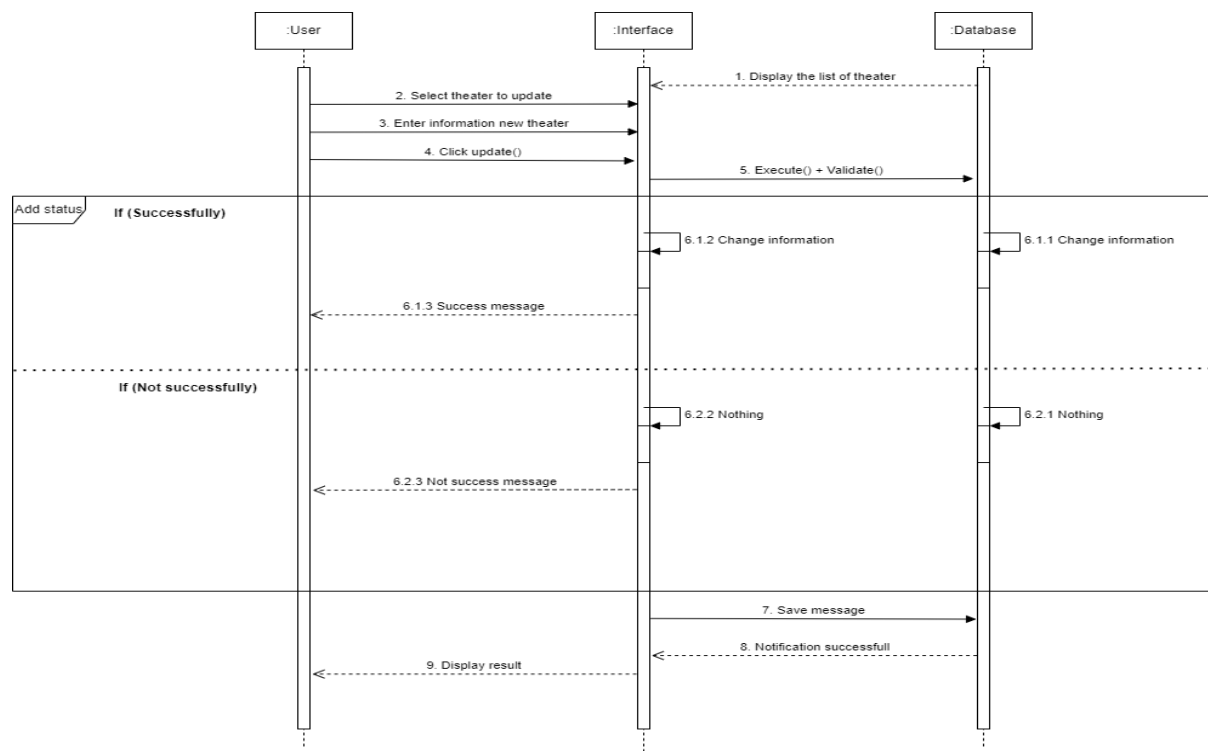 :User
:Interface
:Database
1. Display the list of theater
2. Select theater to update
3. Enter information new theater
4. Click update()
5. Execute() + Validate()
Add status
If (Successfully)
6.1.2 Change information
6.1.1 Change information
6.1.3 Success message
If (Not successfully)
6.2.2 Nothing
6.2.1 Nothing
6.2.3 Not success message
7. Save message
8. Notification successfull
9. Display result